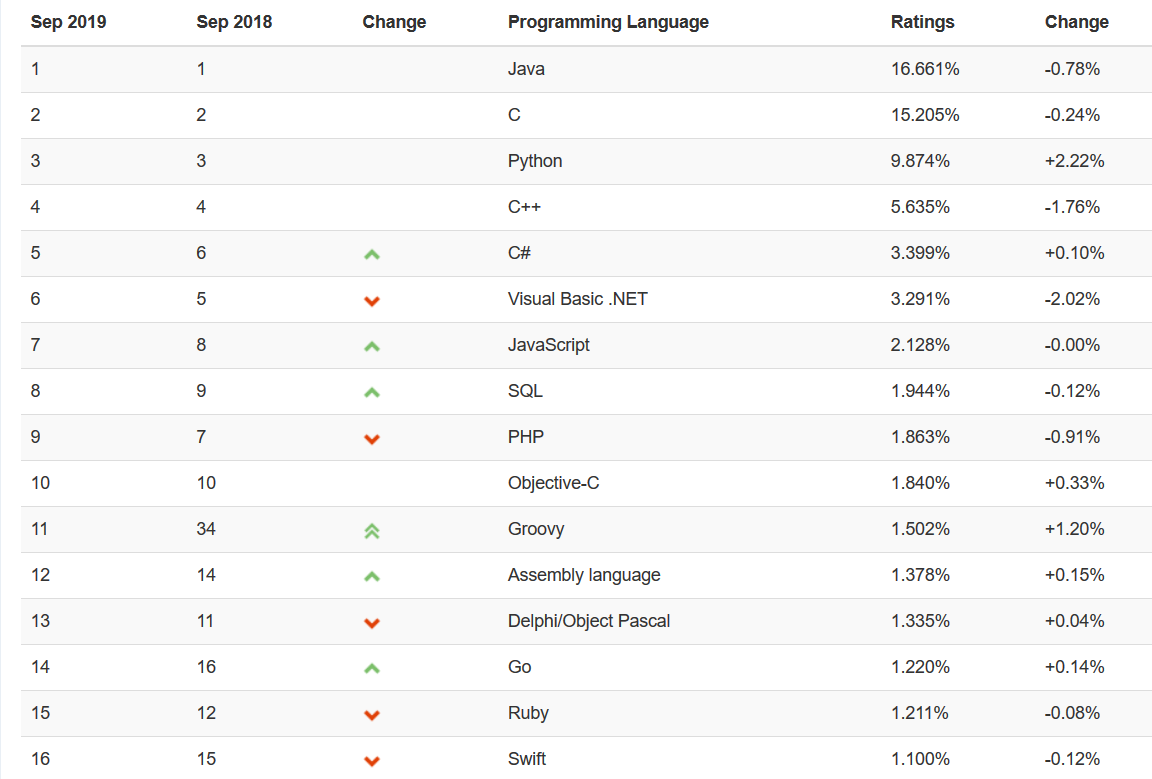 Sep 2019 Sep 2018 Change Programming Language Ratings Change
1 1 Java 16.661% -0.78%
2 2 C 15.205% -0.24%
3 3 Python 9.874% +2.22%
4 4 C++ 5.635% -1.76%
5 6 C# 3.399% +0.10%
6 5 Visual Basic .NET 3.291% -2.02%
7 8 JavaScript 2.128% -0.00%
8 9 SQL 1.944% -0.12%
9 7 PHP 1.863% -0.91%
10 10 Objective-C 1.840% +0.33%
11 34 Groovy 1.502% +1.20%
12 14 Assembly language 1.378% +0.15%
13 11 Delphi/Object Pascal 1.335% +0.04%
14 16 Go 1.220% +0.14%
15 12 Ruby 1.211% -0.08%
16 15 Swift 1.100% -0.12%